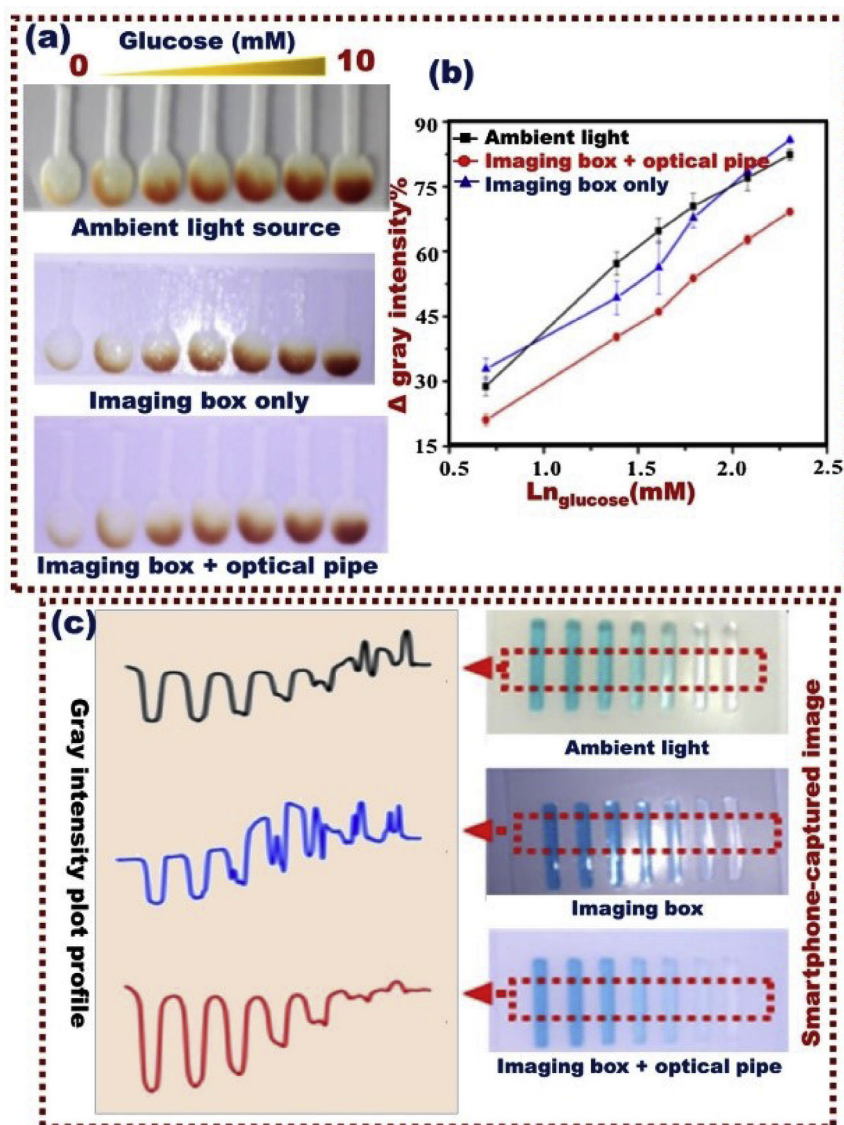 (a)
Glucose (mM)
0
10
Ambient light source
Imaging box only
Imaging box + optical pipe
(b)
90
75
60
45
30
15
Δ gray intensity%
Ambient light
Imaging box + optical pipe
Imaging box only
0.5
1.0
1.5
2.0
2.5
Lnglucose(mM)
(c)
Gray intensity plot profile
Ambient light
Imaging box
Imaging box + optical pipe
Smartphone-captured image